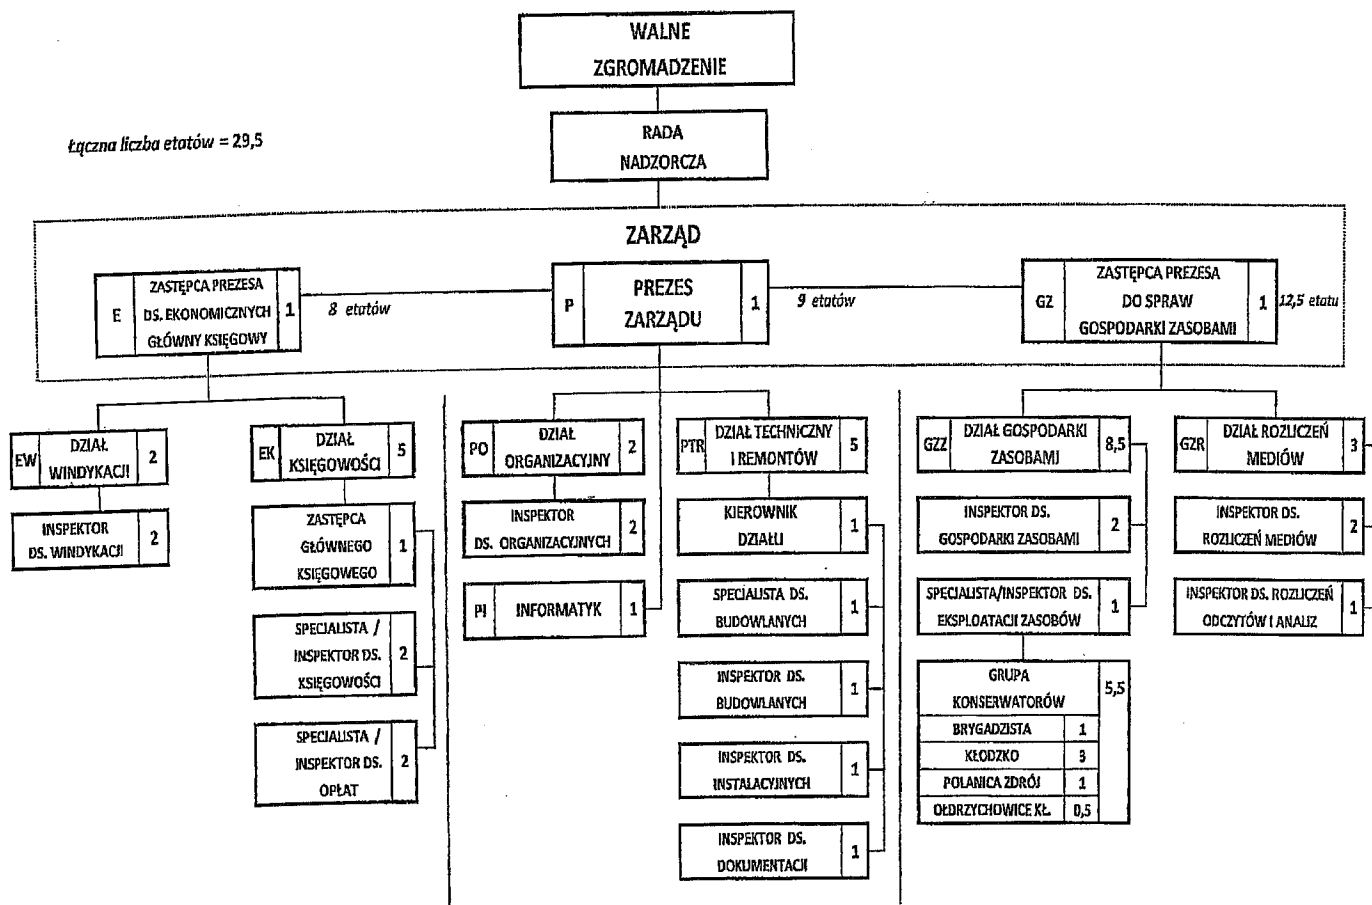 WALNE
ZGROMADZENIE
Łączna liczba etatów = 29,5
RADA
NADZORCZA
ZARZĄD
E
ZASTĘPCA PREZESA
DS. EKONOMICZNYCH
GŁÓWNY KSIĘGOWY
1
8 etatów
P
PREZES
ZARZĄDU
1
9 etatów
GZ
ZASTĘPCA PREZESA
DO SPRAW
GOSPODARKI ZASOBAMI
1
12,5 etatu
EW
DZIAŁ
WINDYKACJI
2
INSPEKTOR
DS. WINDYKACJI
2
EK
DZIAŁ
KSIĘGOWOŚCI
5
ZASTĘPCA
GŁÓWNEGO
KSIĘGOWEGO
1
SPECJALISTA /
INSPEKTOR DS.
KSIĘGOWOŚCI
2
SPECJALISTA /
INSPEKTOR DS.
OPŁAT
2
PO
DZIAŁ
ORGANIZACYJNY
2
INSPEKTOR
DS. ORGANIZACYJNYCH
2
PI
INFORMATYK
1
PTR
DZIAŁ TECHNICZNY
I REMONTÓW
5
KIEROWNIK
DZIAŁU
1
SPECJALISTA DS.
BUDOWLANYCH
1
INSPEKTOR DS.
BUDOWLANYCH
1
INSPEKTOR DS.
INSTALACYJNYCH
1
INSPEKTOR DS.
DOKUMENTACJI
1
GZZ
DZIAŁ GOSPODARKI
ZASOBAMI
8,5
INSPEKTOR DS.
GOSPODARKI ZASOBAMI
2
SPECJALISTA/INSPEKTOR DS.
EKSPLOATACJI ZASOBÓW
1
GRUPA
KONSERWATORÓW
5,5
BRYGADZISTA 1
KŁODZKO 3
POLANICA ZDRÓJ 1
OŁDRZYCHOWICE KŁ. 0,5
GZR
DZIAŁ ROZLICZEŃ
MEDIÓW
3
INSPEKTOR DS.
ROZLICZEŃ MEDIÓW
2
INSPEKTOR DS. ROZLICZEŃ
ODCZYTÓW I ANALIZ
1